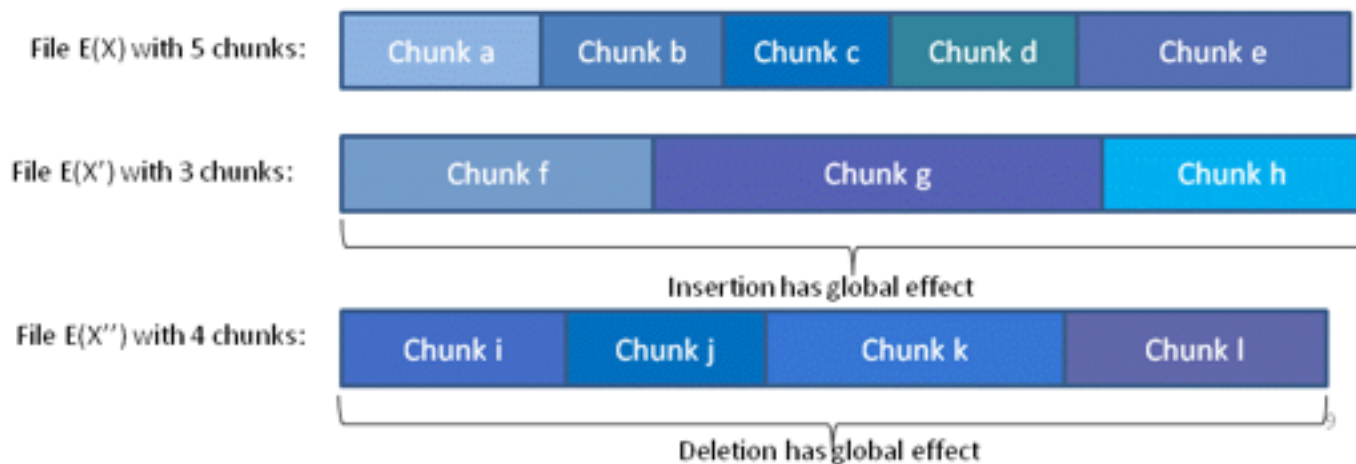 File E(X) with 5 chunks: Chunk a Chunk b Chunk c Chunk d Chunk e
File E(X′) with 3 chunks: Chunk f Chunk g Chunk h
Insertion has global effect
File E(X′′) with 4 chunks: Chunk i Chunk j Chunk k Chunk l
9
Deletion has global effect